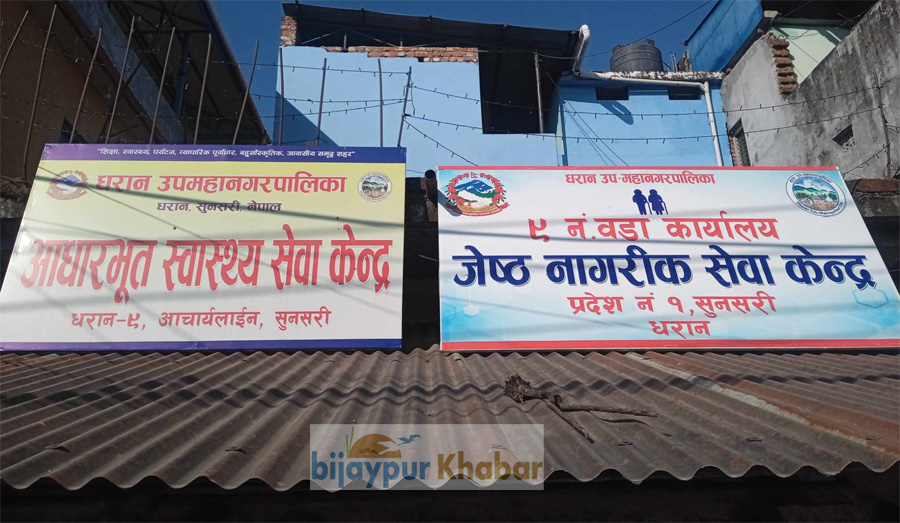 "शिक्षा, स्वास्थ्य, पर्यटन, व्यापारिक पूर्वाधार, बहुसाँस्कृतिक, आवासीय समृद्ध शहर"
धरान उपमहानगरपालिका
धरान, सुनसरी, नेपाल
आधारभूत स्वास्थ्य सेवा केन्द्र
धरान-९, आचार्यलाईन, सुनसरी
धरान उप-महानगरपालिका
९ नं.वडा कार्यालय
जेष्ठ नागरीक सेवा केन्द्र
प्रदेश नं १,सुनसरी
धरान
bijaypur Khabar